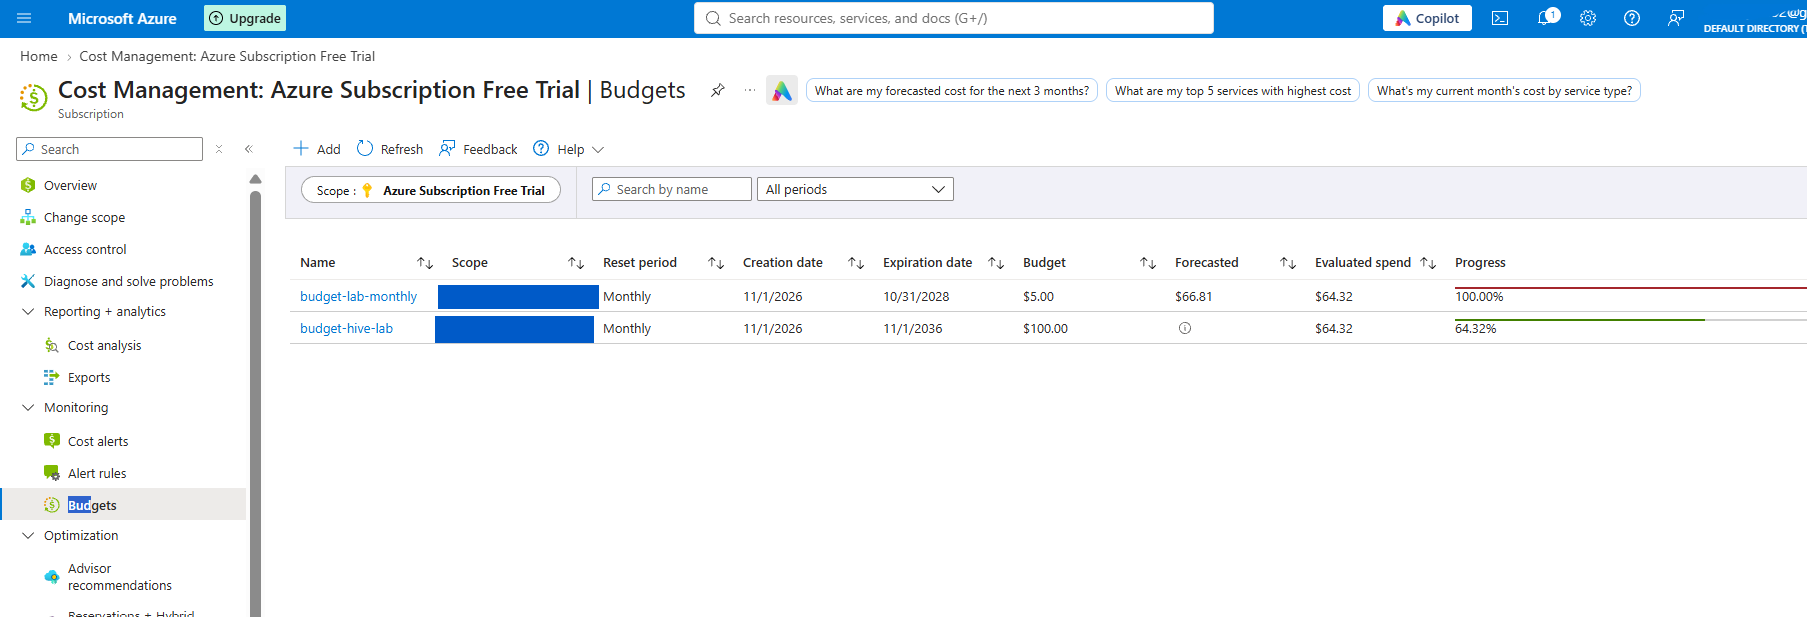 Microsoft Azure Upgrade Search resources, services, and docs (G+/) Copilot 1
DEFAULT DIRECTORY
Home > Cost Management: Azure Subscription Free Trial
Cost Management: Azure Subscription Free Trial | Budgets
Subscription
What are my forecasted cost for the next 3 months? What are my top 5 services with highest cost What's my current month's cost by service type?
Search
Overview
Change scope
Access control
Diagnose and solve problems
Reporting + analytics
Cost analysis
Exports
Monitoring
Cost alerts
Alert rules
Budgets
Optimization
Advisor
recommendations
Reservations + Hybrid
Add Refresh Feedback Help
Scope : Azure Subscription Free Trial Search by name All periods
Name Scope Reset period Creation date Expiration date Budget Forecasted Evaluated spend Progress
budget-lab-monthly Monthly 11/1/2026 10/31/2028 $5.00 $66.81 $64.32 100.00%
budget-hive-lab Monthly 11/1/2026 11/1/2036 $100.00 $64.32 64.32%